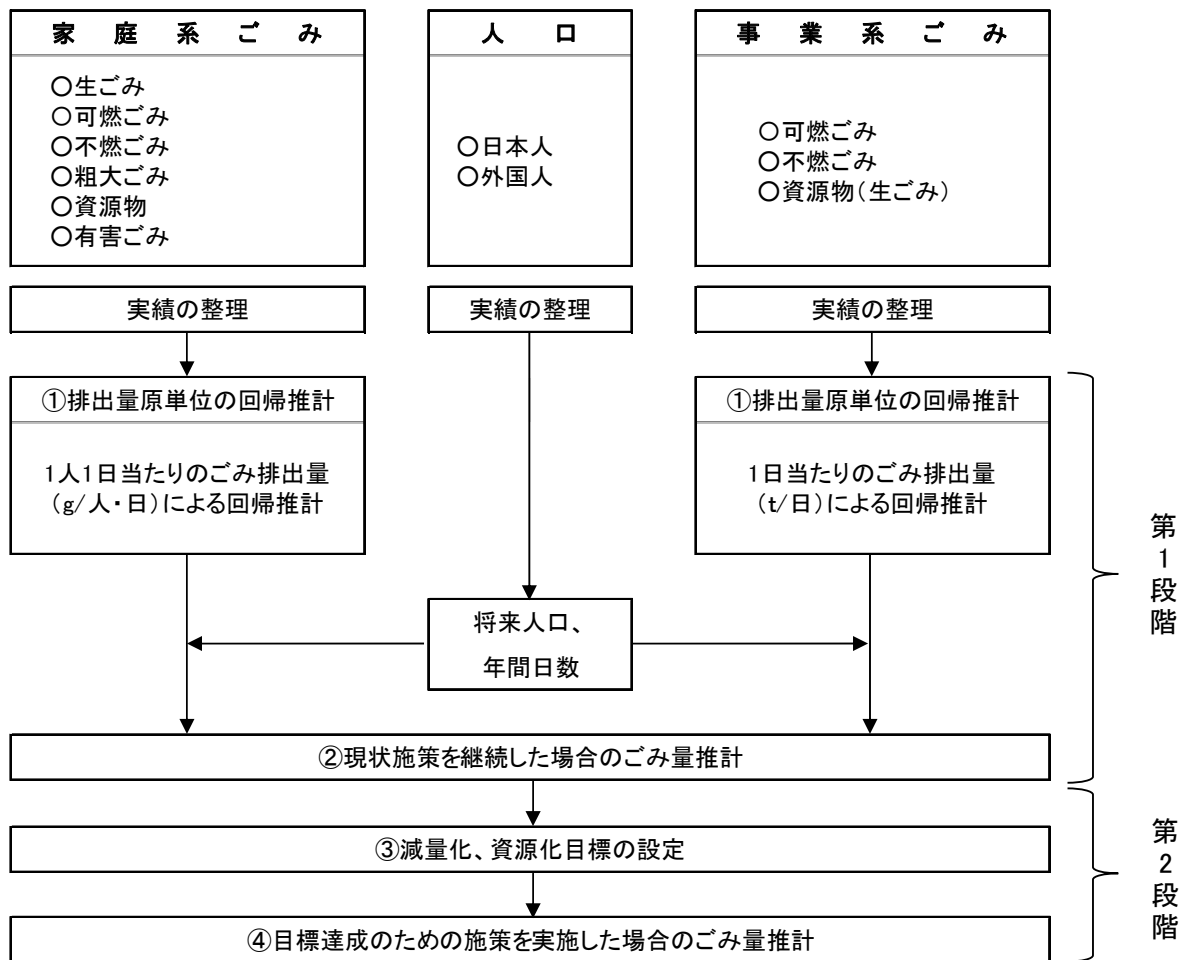 家庭系ごみ
○生ごみ
○可燃ごみ
○不燃ごみ
○粗大ごみ
○資源物
○有害ごみ
人口
○日本人
○外国人
事業系ごみ
○可燃ごみ
○不燃ごみ
○資源物(生ごみ)
実績の整理
実績の整理
実績の整理
①排出量原単位の回帰推計
1人1日当たりのごみ排出量
(g/人・日)による回帰推計
①排出量原単位の回帰推計
1日当たりのごみ排出量
(t/日)による回帰推計
将来人口、
年間日数
②現状施策を継続した場合のごみ量推計
第1段階
③減量化、資源化目標の設定
④目標達成のための施策を実施した場合のごみ量推計
第2段階